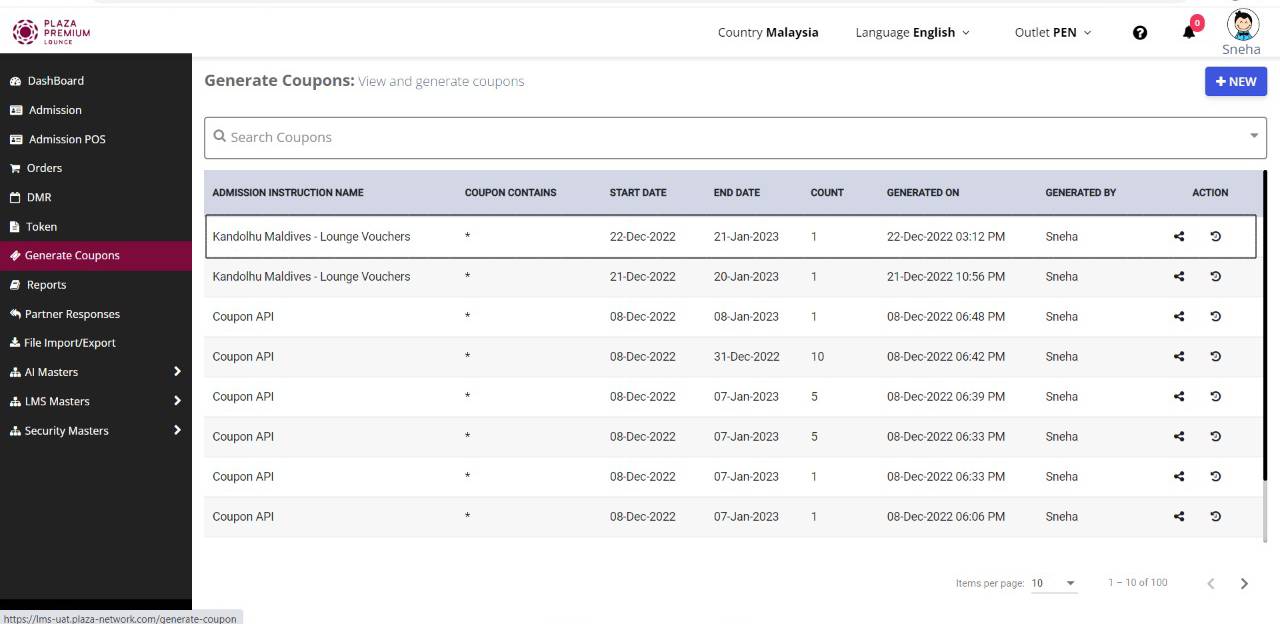 PLAZA
PREMIUM
LOUNCE
Country Malaysia
Language English
Outlet PEN
0
Sneha
DashBoard
Admission
Admission POS
Orders
DMR
Token
Generate Coupons
Reports
Partner Responses
File Import/Export
AI Masters
LMS Masters
Security Masters
Generate Coupons: View and generate coupons
+ NEW
Search Coupons
ADMISSION INSTRUCTION NAME COUPON CONTAINS START DATE END DATE COUNT GENERATED ON GENERATED BY ACTION
Kandolhu Maldives - Lounge Vouchers * 22-Dec-2022 21-Jan-2023 1 22-Dec-2022 03:12 PM Sneha
Kandolhu Maldives - Lounge Vouchers * 21-Dec-2022 20-Jan-2023 1 21-Dec-2022 10:56 PM Sneha
Coupon API * 08-Dec-2022 08-Jan-2023 1 08-Dec-2022 06:48 PM Sneha
Coupon API * 08-Dec-2022 31-Dec-2022 10 08-Dec-2022 06:42 PM Sneha
Coupon API * 08-Dec-2022 07-Jan-2023 5 08-Dec-2022 06:39 PM Sneha
Coupon API * 08-Dec-2022 07-Jan-2023 5 08-Dec-2022 06:33 PM Sneha
Coupon API * 08-Dec-2022 07-Jan-2023 1 08-Dec-2022 06:33 PM Sneha
Coupon API * 08-Dec-2022 07-Jan-2023 1 08-Dec-2022 06:06 PM Sneha
Items per page: 10 1 – 10 of 100
https://lms-uat.plaza-network.com/generate-coupon